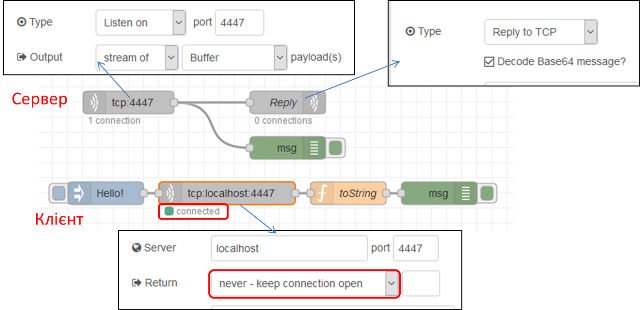 Type Listen on port 4447
Output stream of Buffer payload(s)
Type Reply to TCP
Decode Base64 message?
Сервер
tcp:4447
1 connection
Reply
0 connections
msg
Hello!
tcp:localhost:4447
connected
toString
msg
Клієнт
Server localhost port 4447
Return never - keep connection open